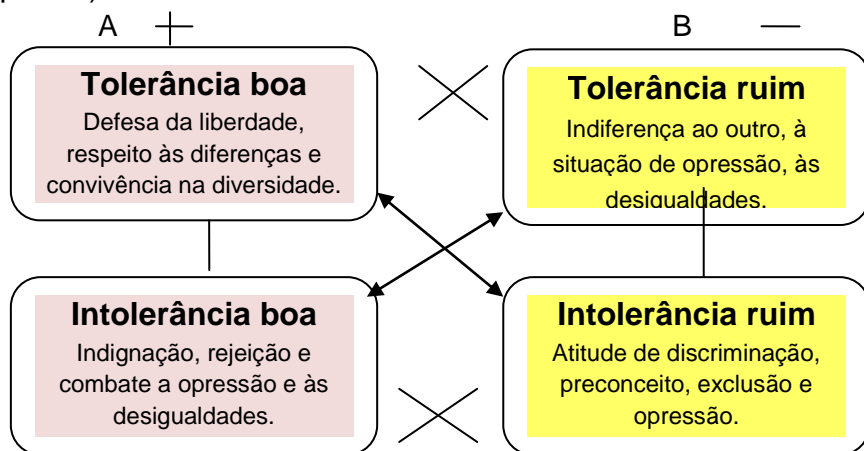 A +
B —
Tolerância boa
Defesa da liberdade,
respeito às diferenças e
convivência na diversidade.
Tolerância ruim
Indiferença ao outro, à
situação de opressão, às
desigualdades.
Intolerância boa
Indignação, rejeição e
combate a opressão e às
desigualdades.
Intolerância ruim
Atitude de discriminação,
preconceito, exclusão e
opressão.